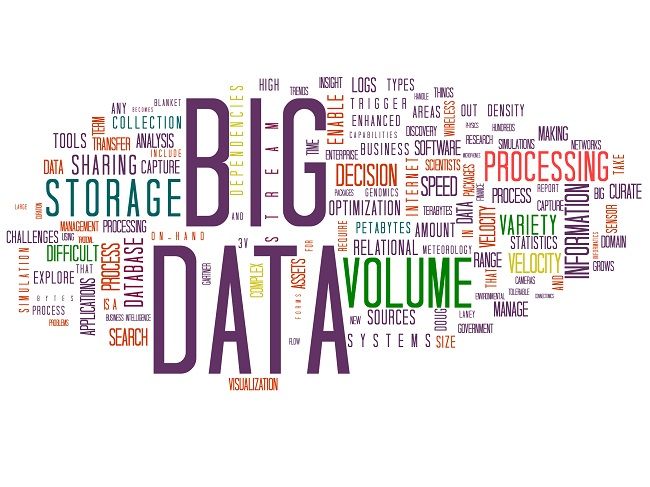 HIGH
TRENDS
INSIGHT
LOGS
TYPES
HANDLE
THINGS
BLANKET
ANY
BECOMES
TERM
COLLECTION
DEPENDENCIES
BIG
STREAM
TIME
ENABLE
TRIGGER
ENHANCED
CAPABILITIES
AREAS
DISCOVERY
WIRELESS
OUT
DENSITY
PHYSICS
HUNDREDS
MAKING
TOOLS
TRANSFER
ANALYSIS
INCLUDE
ENTERPRISE
BUSINESS
SOFTWARE
RESEARCH
SIMULATIONS
NETWORKS
DATA
SHARING
CAPTURE
DECISION
INTERNET
SCIENTISTS
PROCESSING
TAKE
STORAGE
PACKAGES
GENOMICS
SPEED
PACKAGES
FINANCE
PROCESS
REPORT
BIG
CURATE
LARGE
AND
OPTIMIZATION
TERABYTES
IN
DATA
CAPTURE
INFORMATION
SENSOR
MANAGEMENT
PROCESSING
PETABYTES
AMOUNT
VELOCITY
VARIETY
CHALLENGES
USING
ON-HAND
REQUIRE
RELATIONAL
METEOROLOGY
STATISTICS
DOMAIN
DIFFICULT
PROCESS
DATABASE
3V
FOR
RANGE
THAT
VELOCITY
INFORMATICS
GROWS
SIMULATION
EXPLORE
THAT
GARTNER
COMPLEX
ASSETS
VOLUME
CAMERAS
AND
BYTES
APPLICATIONS
IS A
DATA
FORMS
ENVIRONMENTAL
TOLERABLE
CONNECTOMICS
PROCESS
BUSINESS INTELLIGENCE
NEW
SOURCES
DOUG
LANEY
MANAGE
PROBLEMS
SEARCH
FLOW
SYSTEMS
SIZE
GOVERNMENT
VISUALIZATION